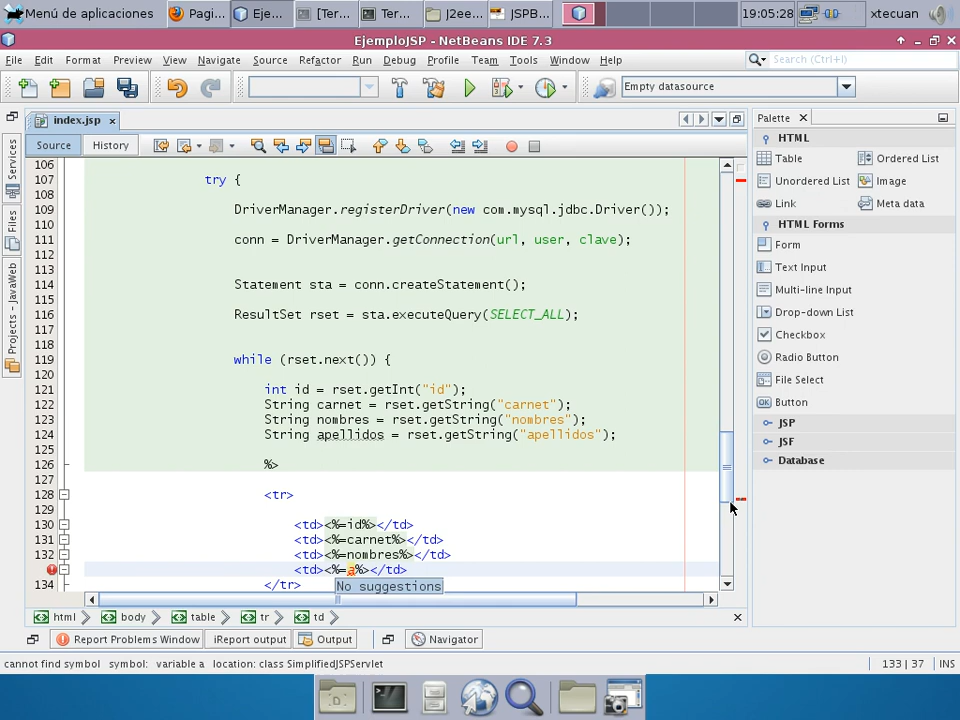 Menú de aplicaciones
Pagi...
Eje...
[Ter...
Ter...
J2ee...
JSPB...
19:05:28
xtecuan
EjemploJSP - NetBeans IDE 7.3
File Edit Format Preview View Navigate Source Refactor Run Debug Profile Team Tools Window Help
Search (Ctrl+I)
Empty datasource
index.jsp
Source History
Palette
HTML
Table Ordered List
Unordered List Image
Link Meta data
HTML Forms
Form
Text Input
Multi-line Input
Drop-down List
Checkbox
Radio Button
File Select
Button
JSP
JSF
Database
Services
Files
Projects - JavaWeb
106
107 try {
108
109 DriverManager.registerDriver(new com.mysql.jdbc.Driver());
110
111 conn = DriverManager.getConnection(url, user, clave);
112
113
114 Statement sta = conn.createStatement();
115
116 ResultSet rset = sta.executeQuery(SELECT_ALL);
117
118
119 while (rset.next()) {
120
121 int id = rset.getInt("id");
122 String carnet = rset.getString("carnet");
123 String nombres = rset.getString("nombres");
124 String apellidos = rset.getString("apellidos");
125
126 %>
127
128 <tr>
129
130 <td><%=id%></td>
131 <td><%=carnet%></td>
132 <td><%=nombres%></td>
<td><%=a%></td>
134 </tr>
No suggestions
html body table tr td
Report Problems Window iReport output Output Navigator
cannot find symbol symbol: variable a location: class SimplifiedJSPServlet
133 | 37 INS